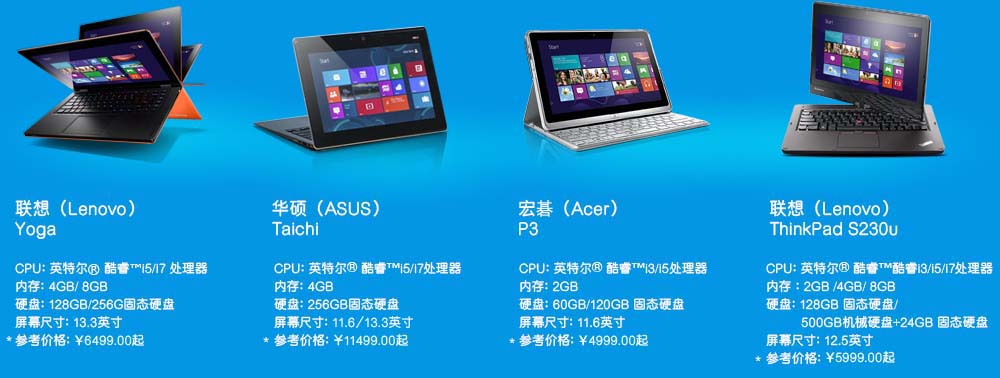 联想（Lenovo）
Yoga
CPU: 英特尔® 酷睿™i5/i7 处理器
内存: 4GB/ 8GB
硬盘: 128GB/256G固态硬盘
屏幕尺寸: 13.3英寸
* 参考价格: ¥6499.00起
华硕（ASUS）
Taichi
CPU: 英特尔® 酷睿™i5/i7处理器
内存: 4GB
硬盘: 256GB固态硬盘
屏幕尺寸: 11.6/13.3英寸
* 参考价格: ¥11499.00起
宏碁（Acer）
P3
CPU: 英特尔® 酷睿™i3/i5处理器
内存: 2GB
硬盘: 60GB/120GB 固态硬盘
屏幕尺寸: 11.6英寸
* 参考价格: ¥4999.00起
联想（Lenovo）
ThinkPad S230u
CPU: 英特尔® 酷睿™酷睿i3/i5/i7处理器
内存 : 2GB /4GB/ 8GB
硬盘: 128GB 固态硬盘/
500GB机械硬盘+24GB 固态硬盘
屏幕尺寸: 12.5英寸
* 参考价格: ¥5999.00起
Start
Start
Start
Start